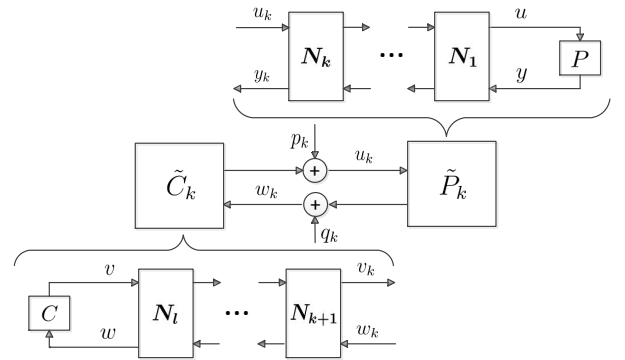 u_k N_k ⋯ N_1 u P
y_k y
C̃_k p_k + u_k P̃_k
w_k + q_k
C v N_l ⋯ N_{k+1} v_k
w w_k